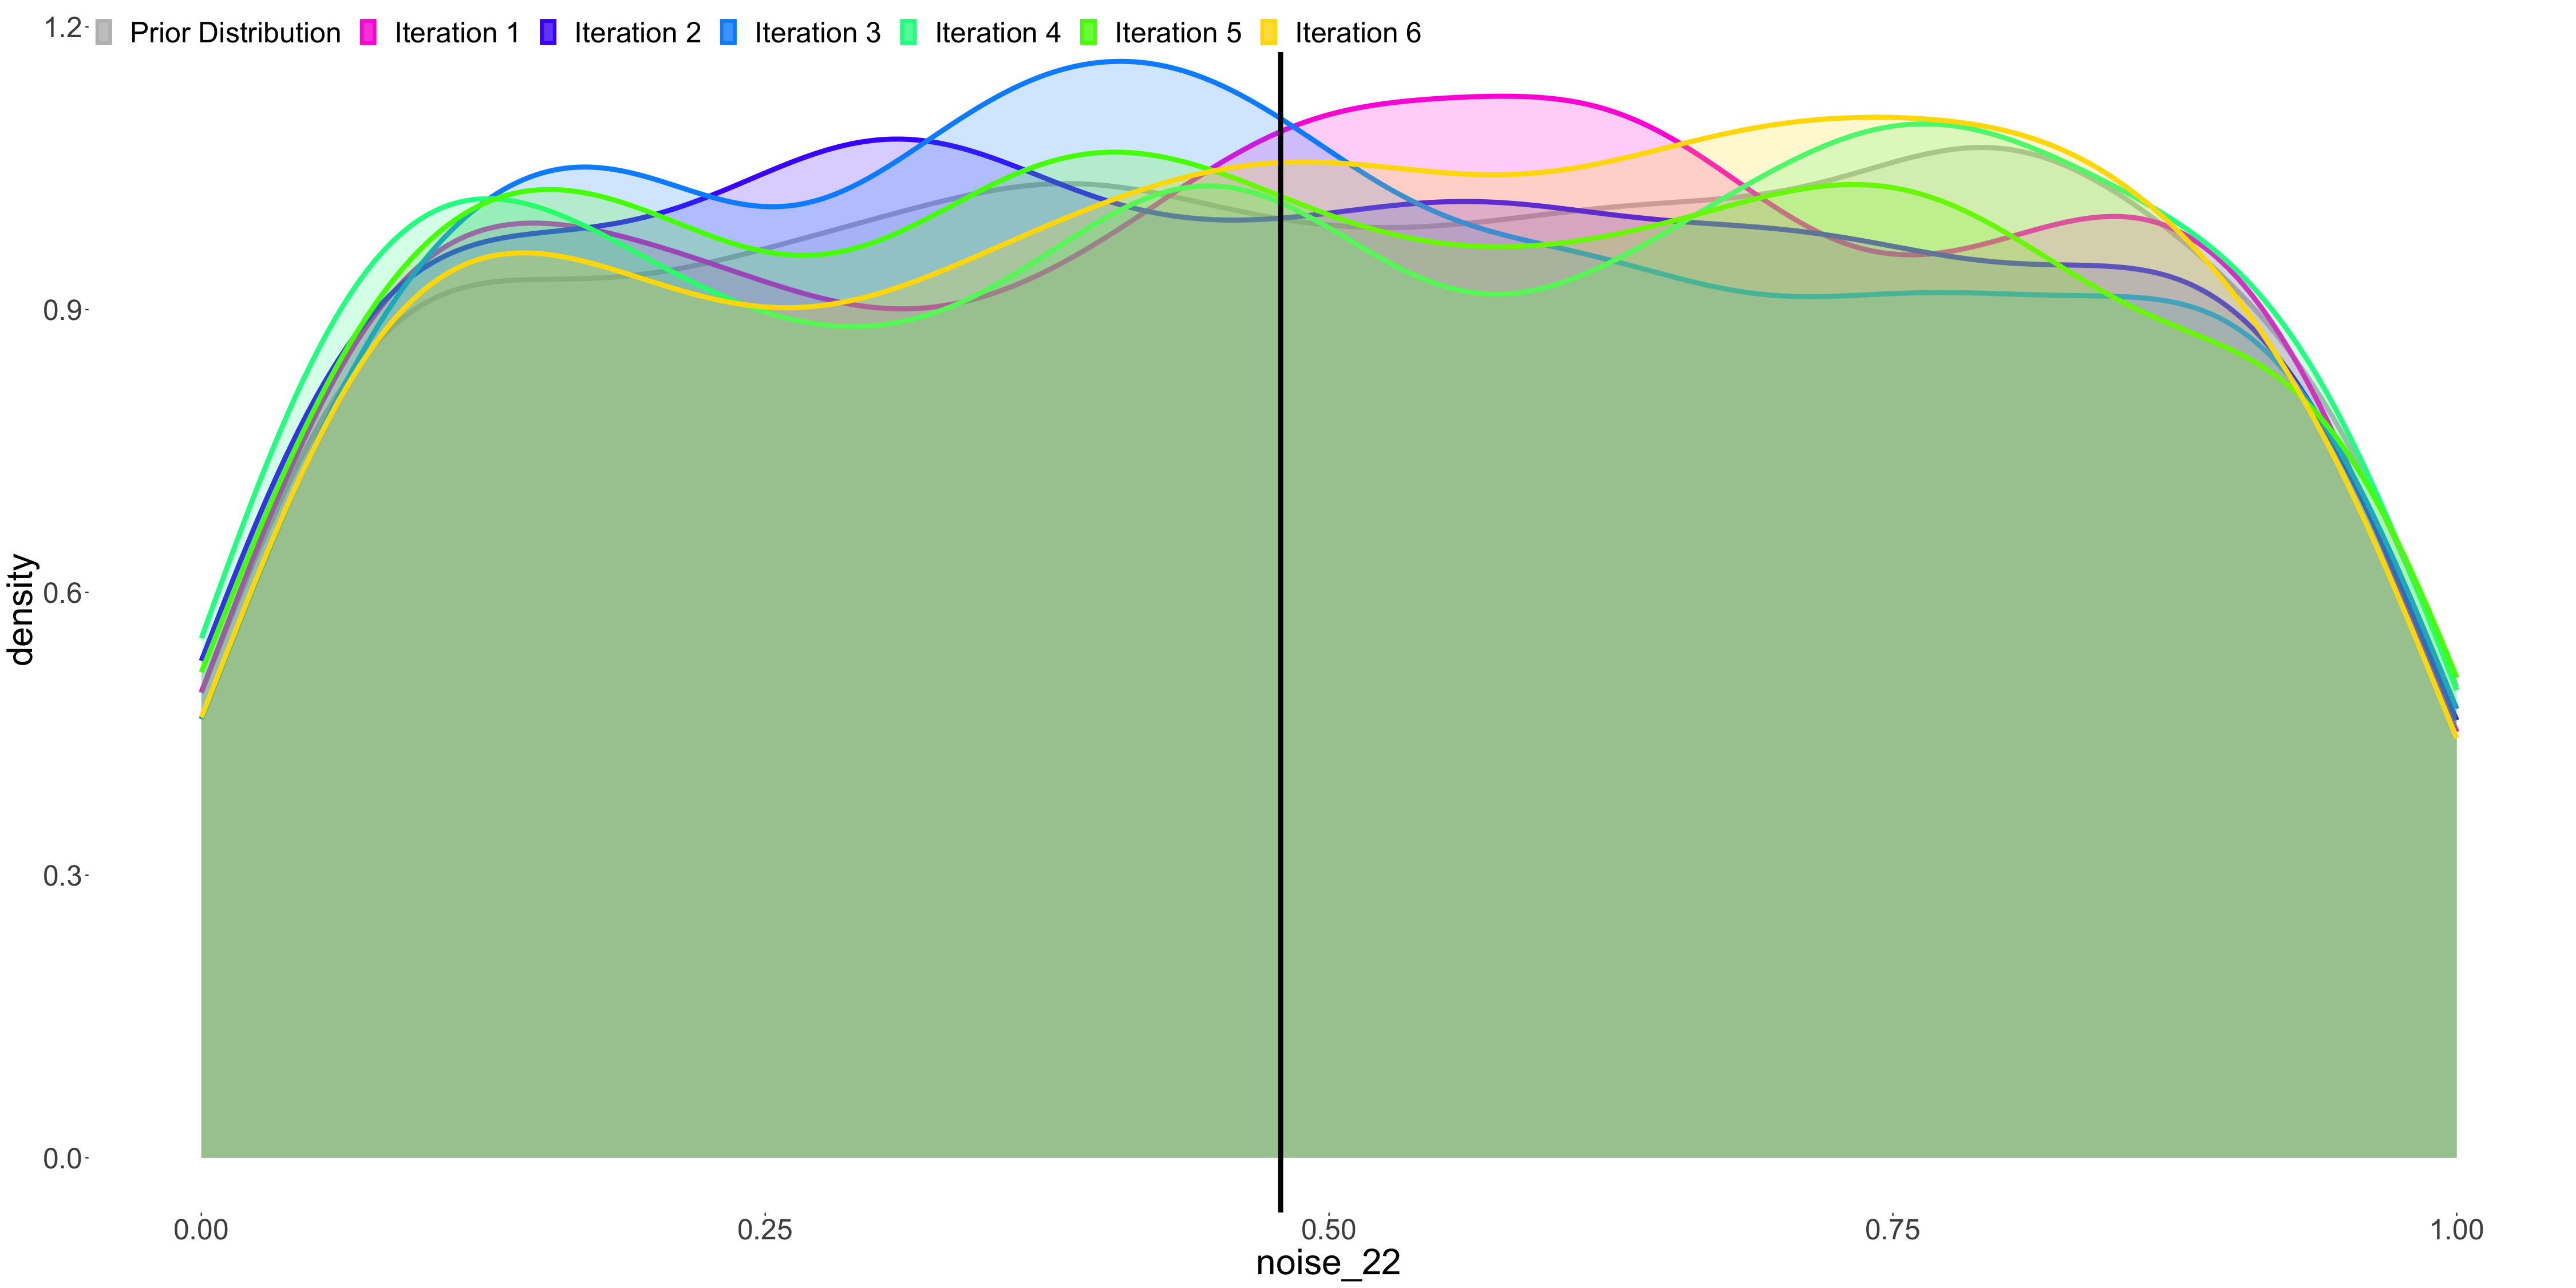 Prior Distribution Iteration 1 Iteration 2 Iteration 3 Iteration 4 Iteration 5 Iteration 6
1.2
0.9
0.6
0.3
0.0
density
0.00 0.25 0.50 0.75 1.00
noise_22